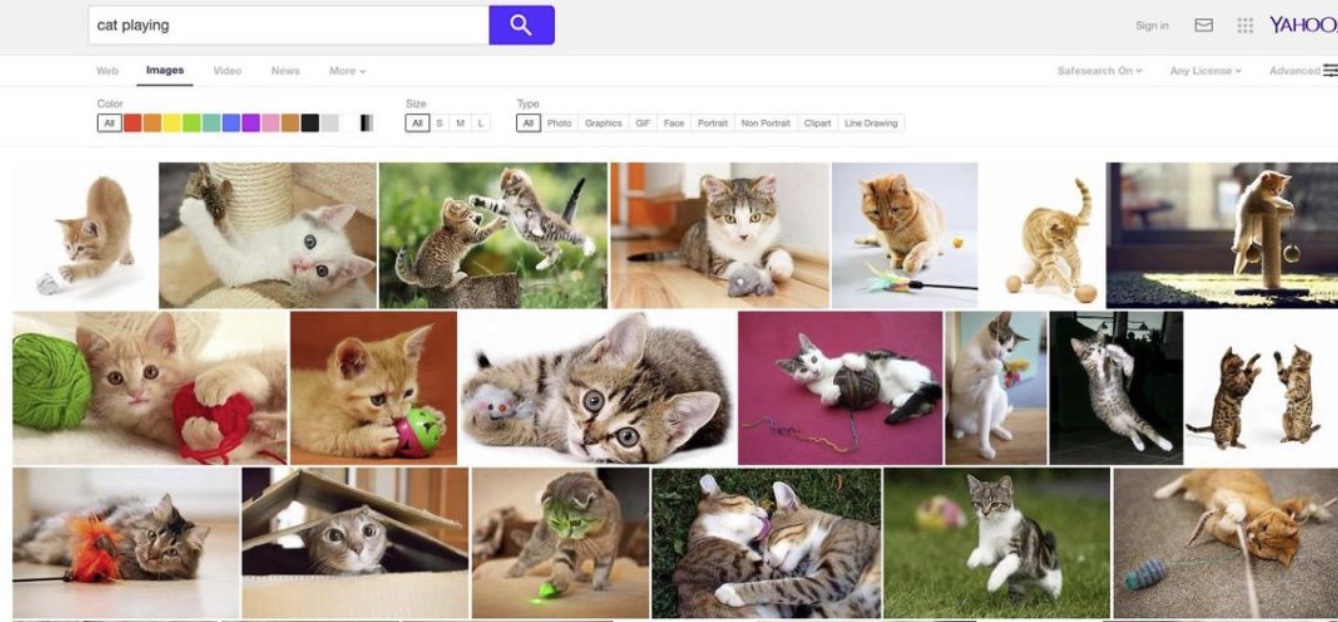 cat playing
Sign in YAHOO!
Web Images Video News More
Safesearch On Any License Advanced
Color Size Type
All All S M L All Photo Graphics GIF Face Portrait Non Portrait Clipart Line Drawing